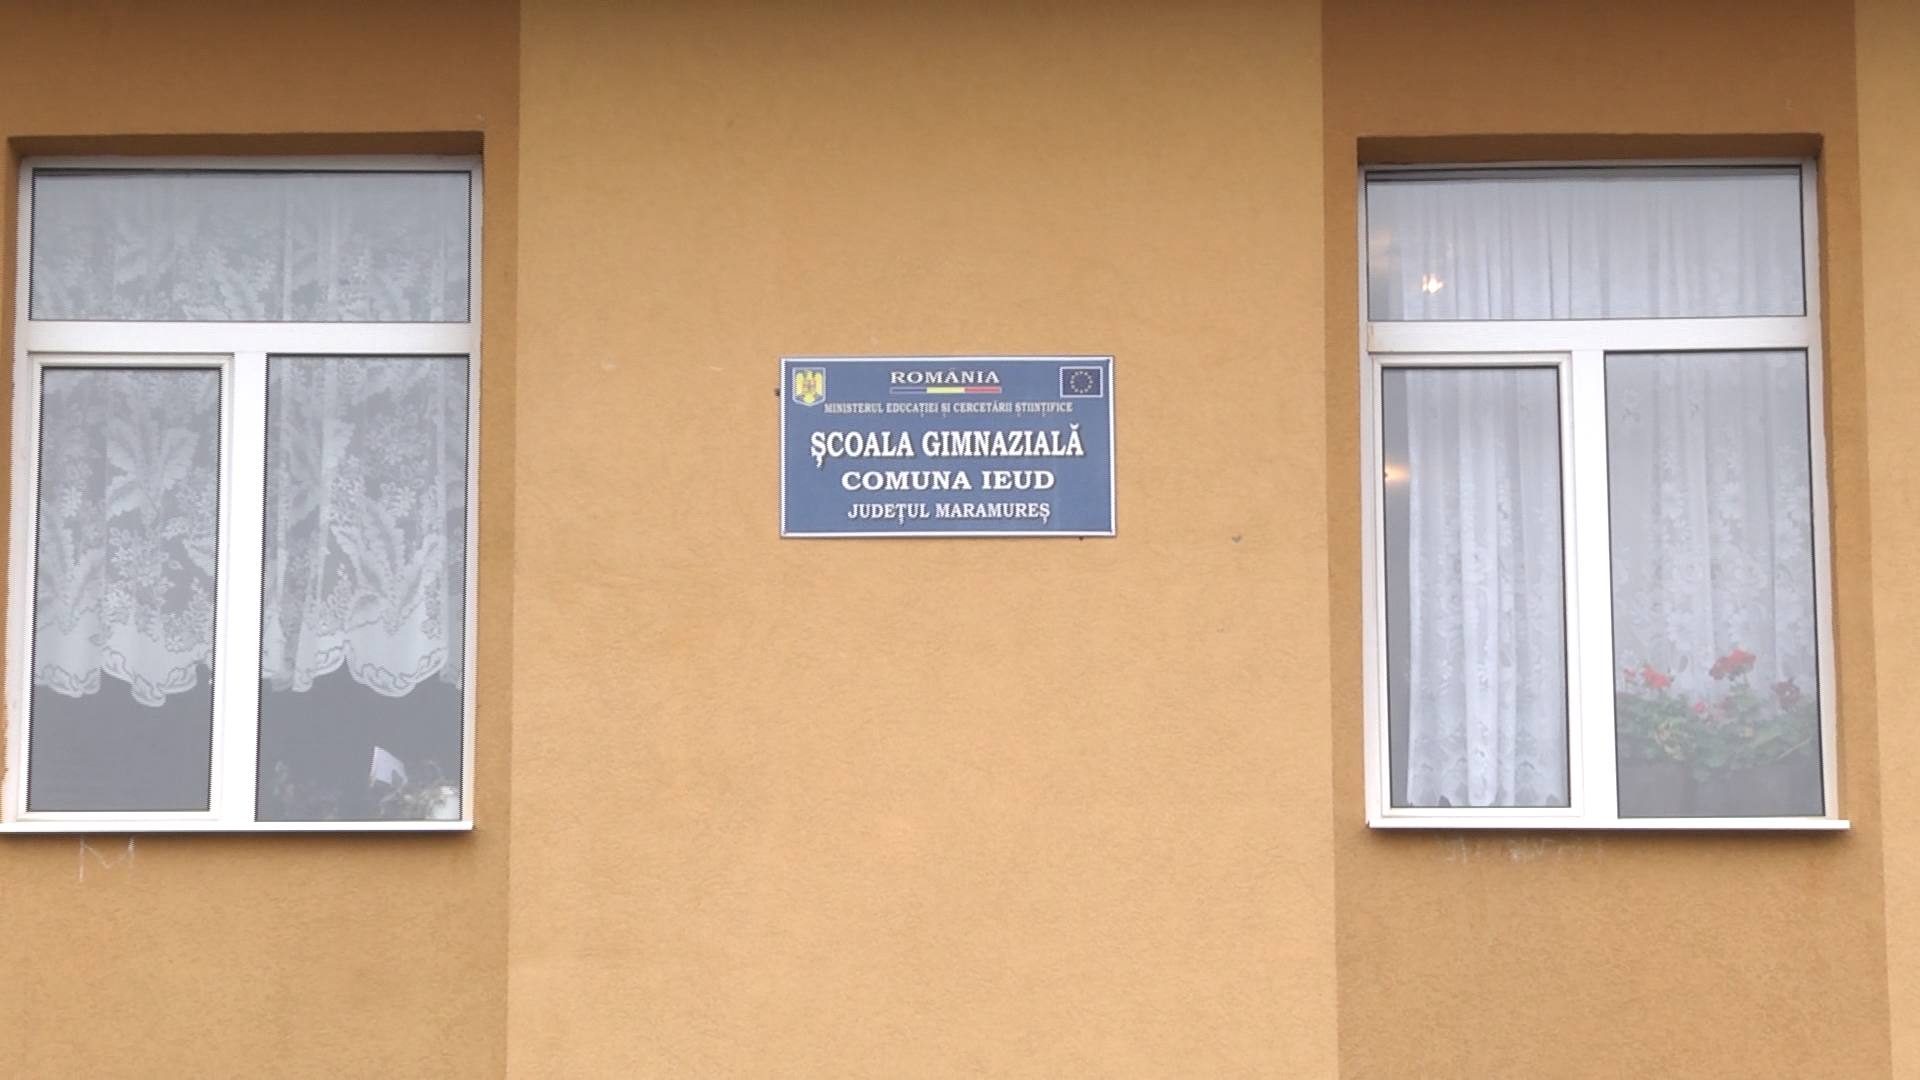 ROMÂNIA
MINISTERUL EDUCAȚIEI ȘI CERCETĂRII ȘTIINȚIFICE
ȘCOALA GIMNAZIALĂ
COMUNA IEUD
JUDEȚUL MARAMUREȘ
M